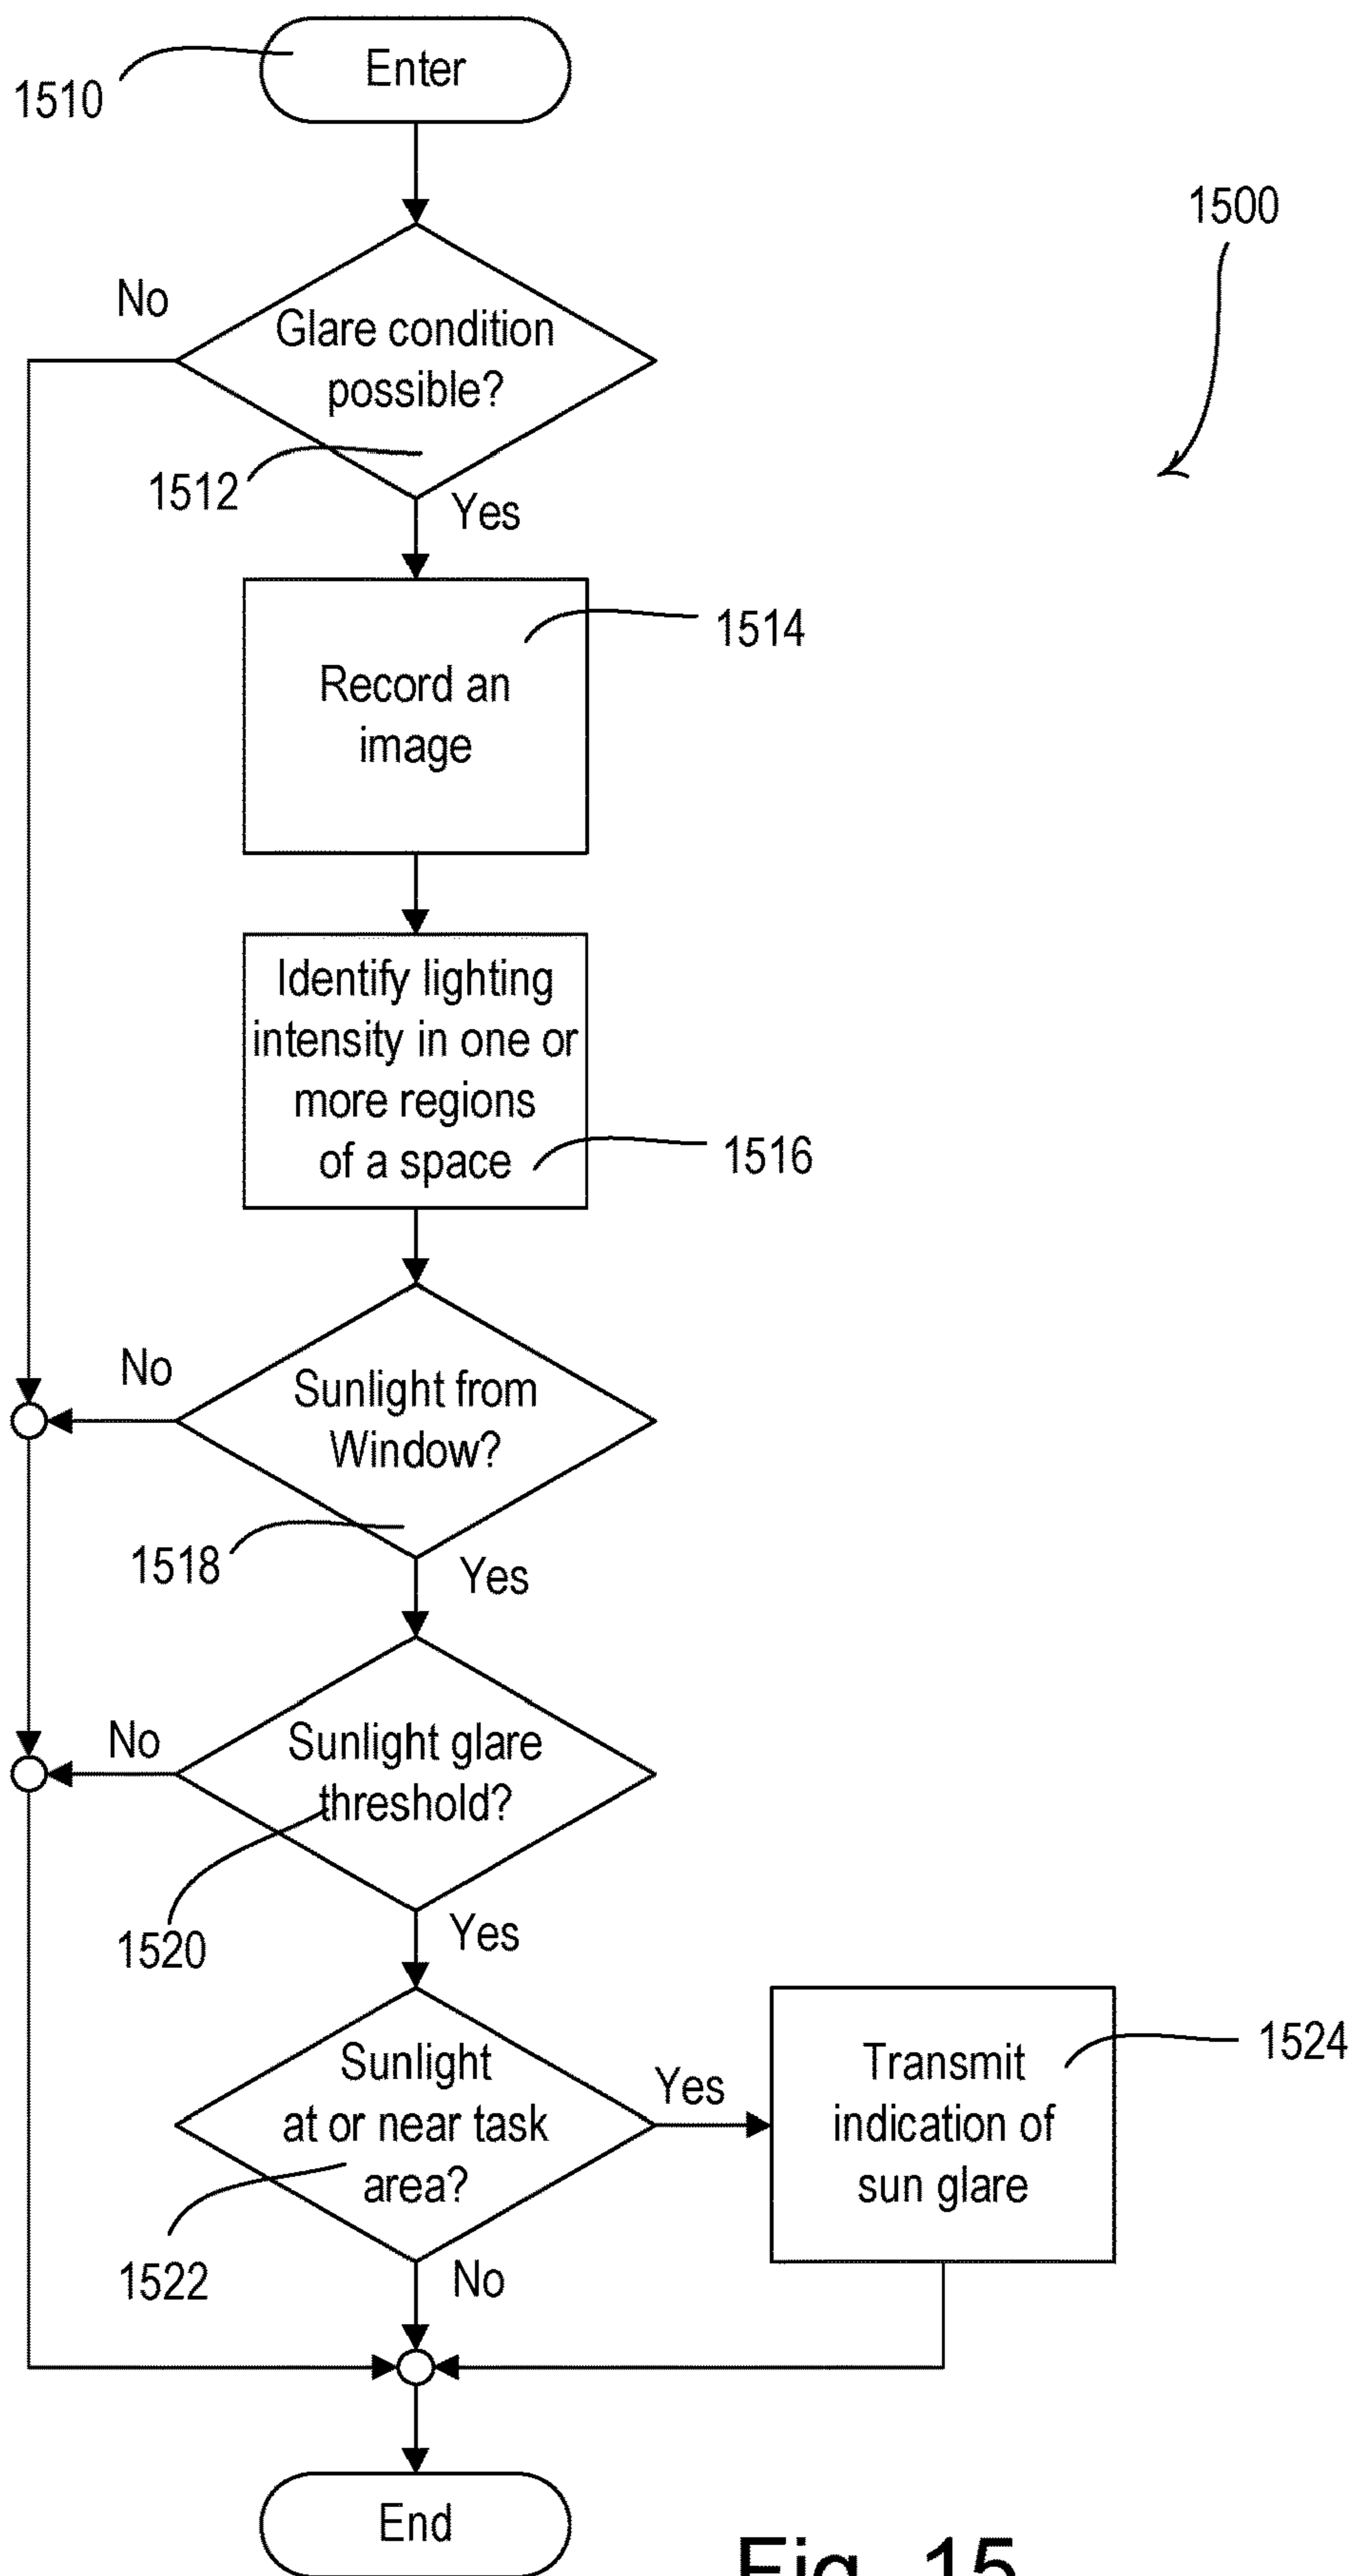 Enter
1510
1500
No
Glare condition
possible?
1512
Yes
1514
Record an
image
Identify lighting
intensity in one or
more regions
of a space
1516
No
Sunlight from
Window?
1518
Yes
No
Sunlight glare
threshold?
1520
Yes
Sunlight
at or near task
area?
Yes
Transmit
indication of
sun glare
1524
1522
No
End
Fig. 15